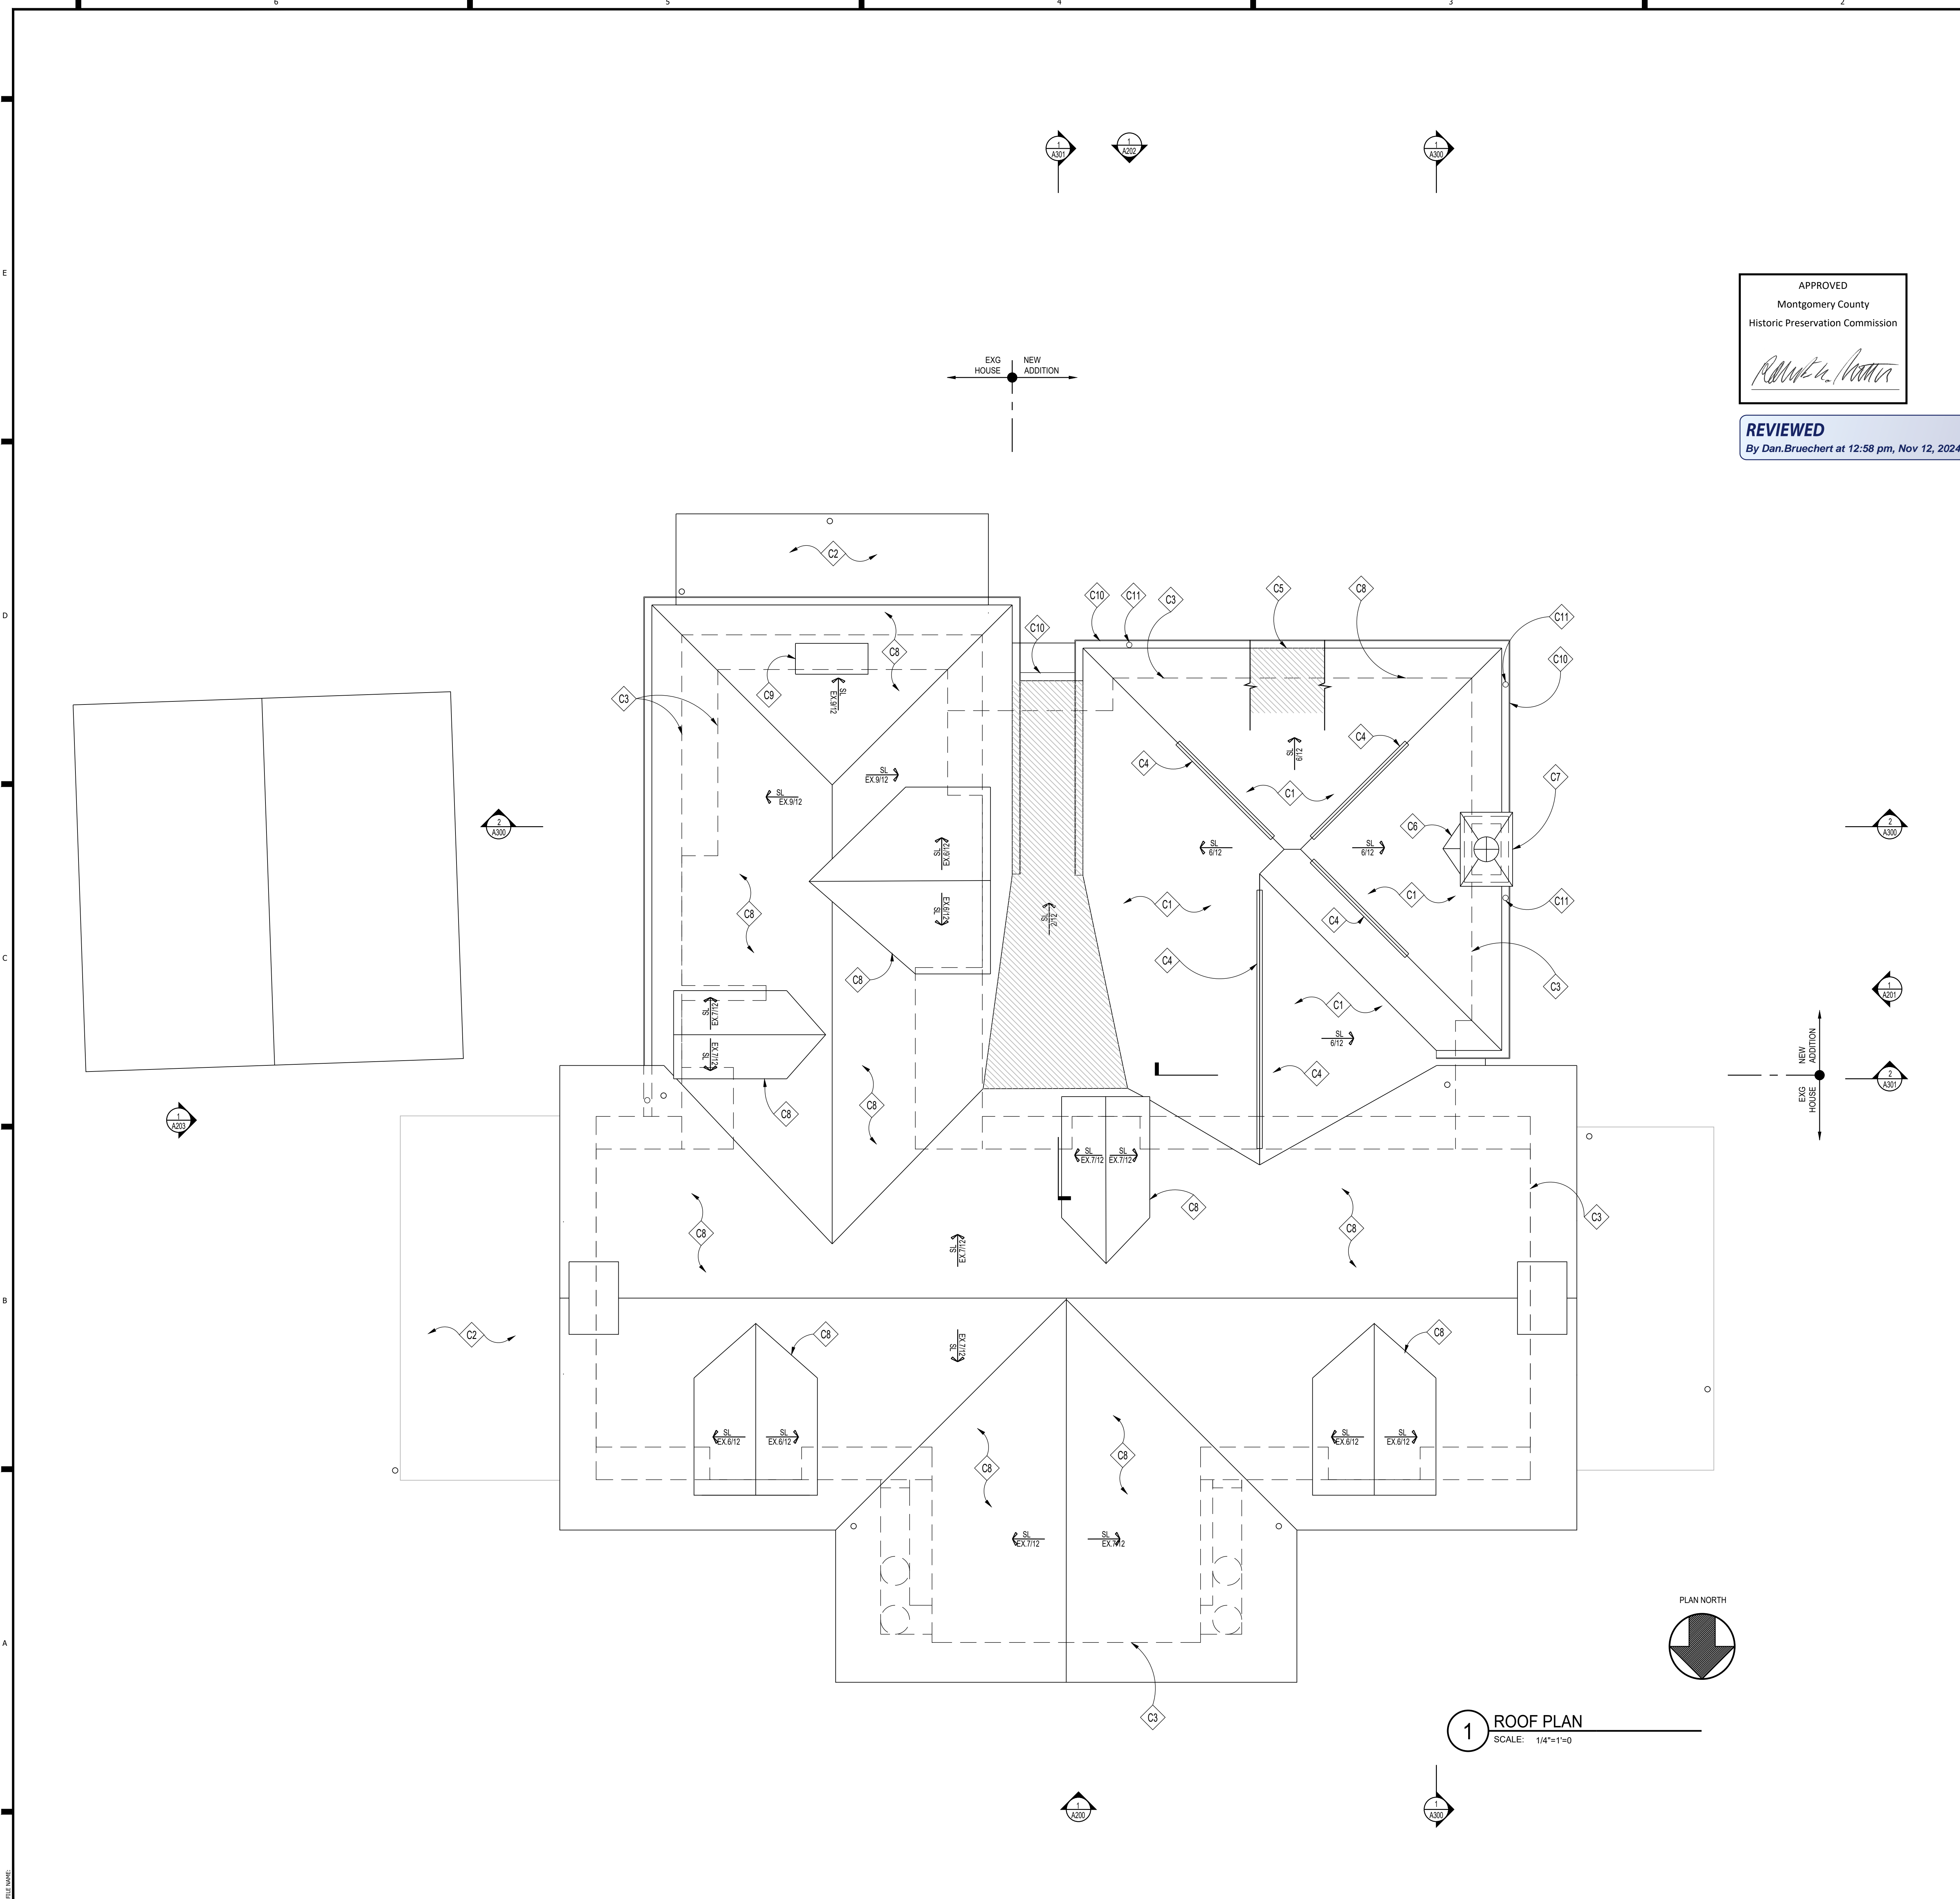 6
5
4
3
2
E
D
C
B
A
FILE NAME:
1
A301
1
A202
1
A300
APPROVED
Montgomery County
Historic Preservation Commission
REVIEWED
By Dan.Bruechert at 12:58 pm, Nov 12, 2024
EXG
HOUSE
NEW
ADDITION
C2
C10
C11
C3
C5
C8
C11
C10
C10
C8
C9
SL
EX.9/12
C3
C4
C4
SL
6/12
C1
C7
SL
EX.9/12
SL
EX.9/12
2
A300
C6
2
A300
SL
6/12
SL
6/12
SL
EX.6/12
SL
EX.6/12
C8
C1
C1
C11
SL
2/12
C4
C4
C8
C3
1
A201
SL
EX.7/12
SL
EX.7/12
C1
SL
6/12
NEW
ADDITION
EXG
HOUSE
C4
2
A301
C8
C8
1
A203
SL
EX.7/12
SL
EX.7/12
C8
C3
C8
C8
SL
EX.7/12
C2
C8
SL
EX.7/12
C8
SL
EX.6/12
SL
EX.6/12
C8
C8
SL
EX.6/12
SL
EX.6/12
SL
EX.7/12
SL
EX.7/12
C3
PLAN NORTH
1
ROOF PLAN
SCALE: 1/4"=1'=0
1
A200
1
A300